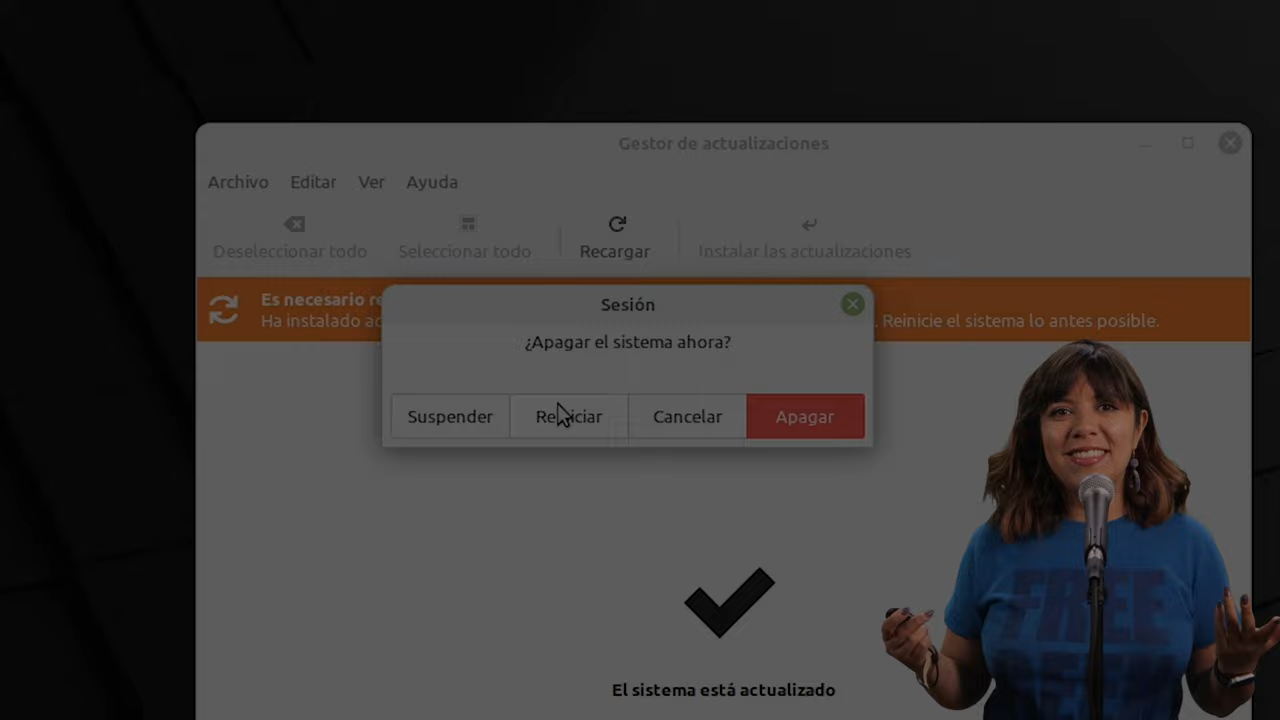 Gestor de actualizaciones
Archivo Editar Ver Ayuda
Deseleccionar todo Seleccionar todo Recargar Instalar las actualizaciones
Es necesario
Ha instalado
. Reinicie el sistema lo antes posible.
Sesión
¿Apagar el sistema ahora?
Suspender Reiniciar Cancelar Apagar
FREE
El sistema está actualizado